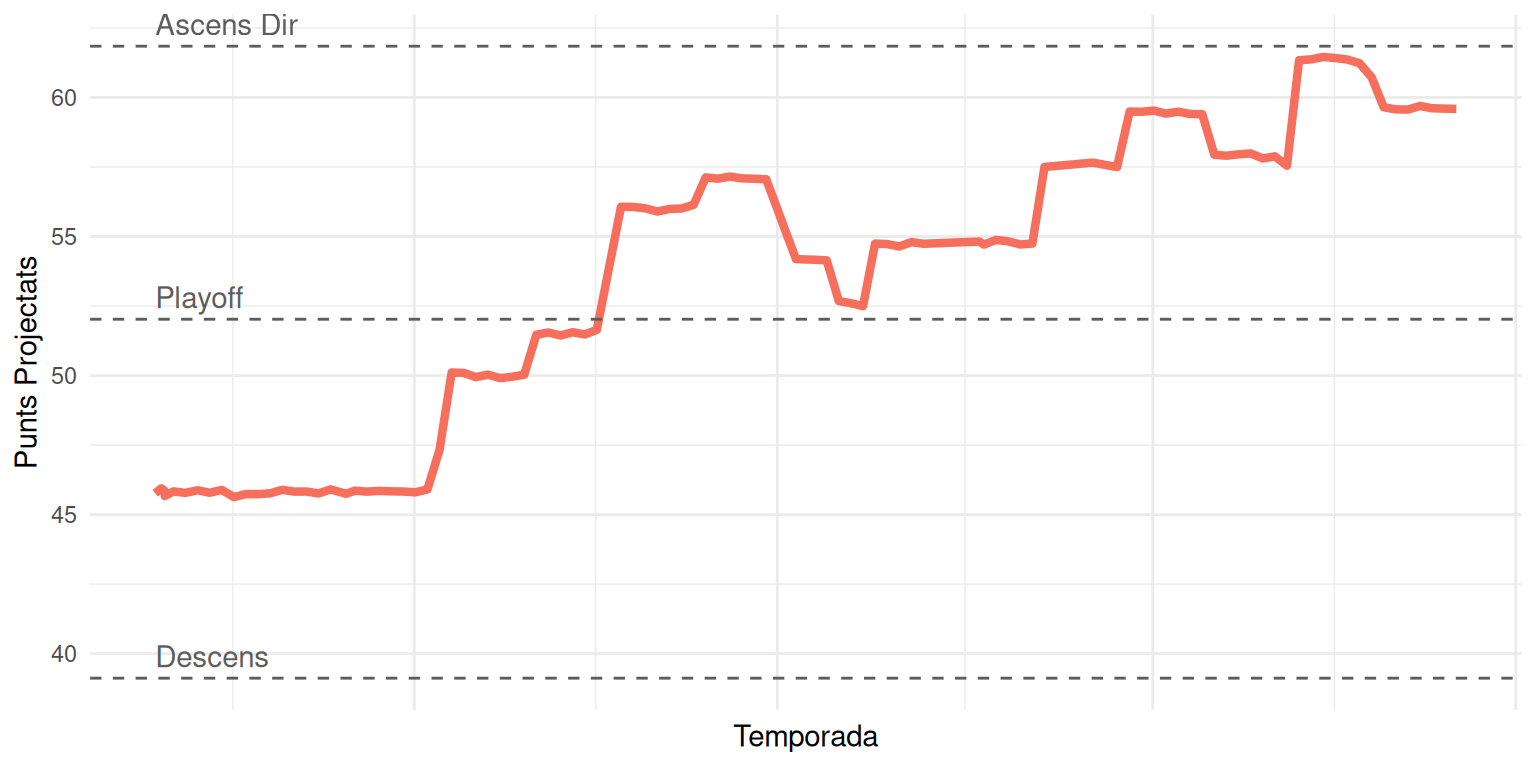 Ascens Dir
60
55
Playoff
50
45
Descens
40
Punts Projectats
Temporada